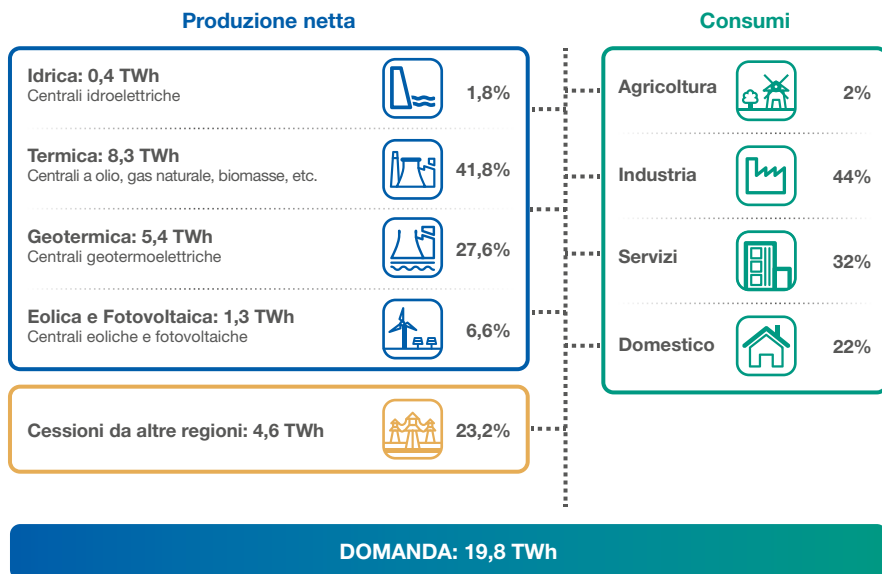 Produzione netta
Idrica: 0,4 TWh
Centrali idroelettriche
1,8%
Termica: 8,3 TWh
Centrali a olio, gas naturale, biomasse, etc.
41,8%
Geotermica: 5,4 TWh
Centrali geotermoelettriche
27,6%
Eolica e Fotovoltaica: 1,3 TWh
Centrali eoliche e fotovoltaiche
6,6%
Cessioni da altre regioni: 4,6 TWh
23,2%
Consumi
Agricoltura
2%
Industria
44%
Servizi
32%
Domestico
22%
DOMANDA: 19,8 TWh